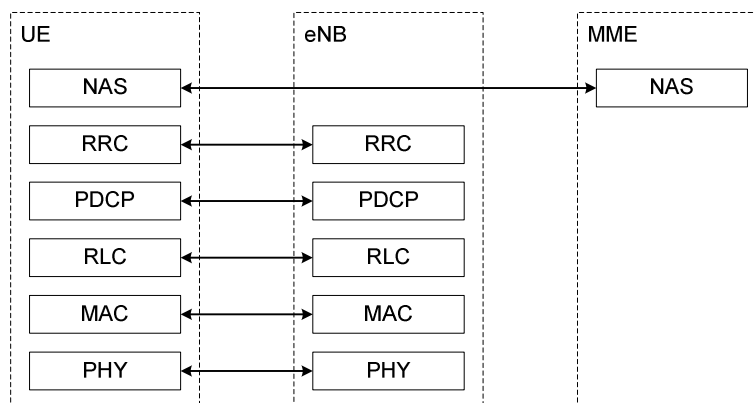 UE eNB MME
NAS NAS
RRC RRC
PDCP PDCP
RLC RLC
MAC MAC
PHY PHY